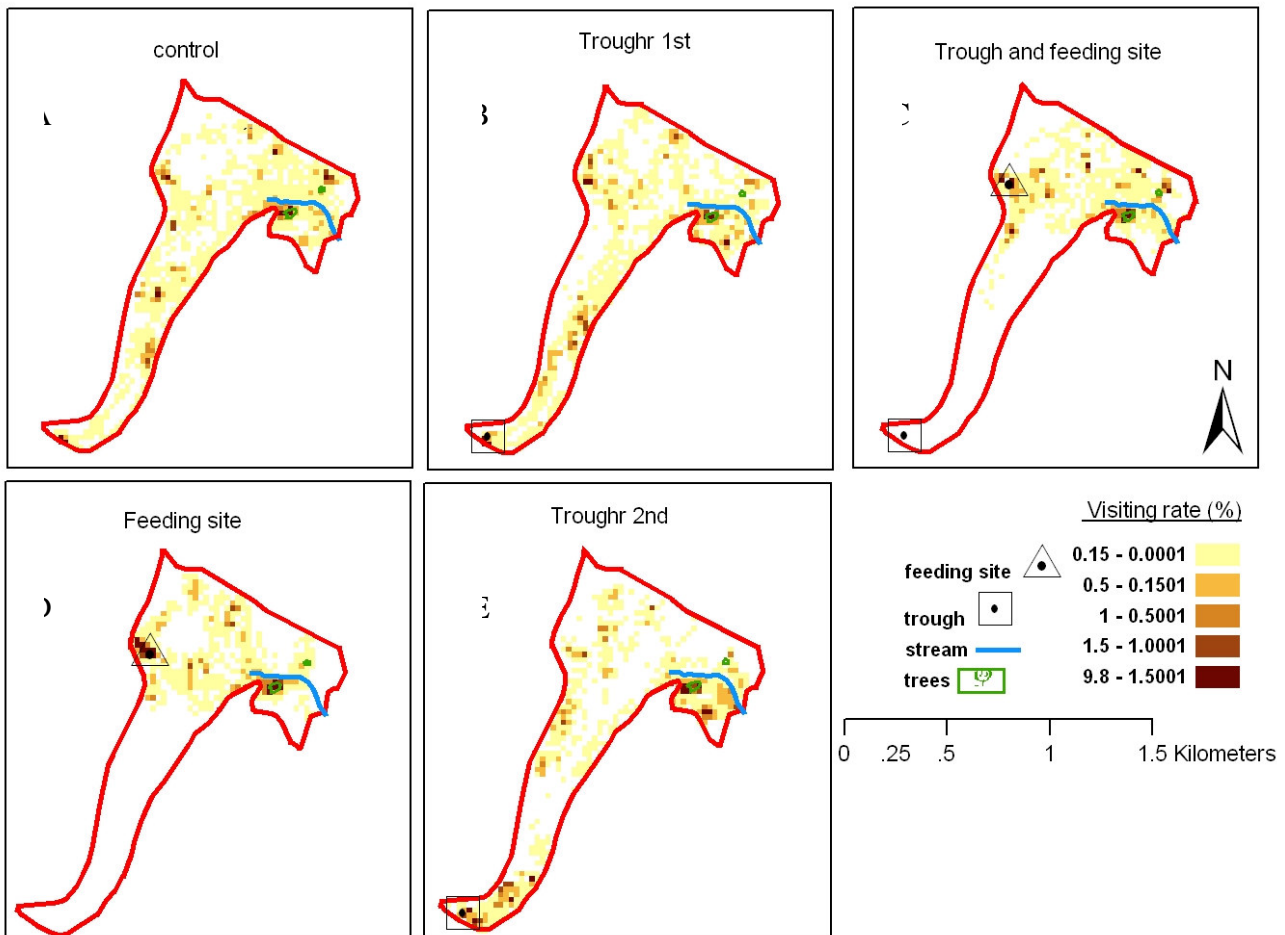 control
Troughr 1st
Trough and feeding site
A
B
C
N
Feeding site
Troughr 2nd
D
E
Visiting rate (%)
feeding site
trough
stream
trees
0.15 - 0.0001
0.5 - 0.1501
1 - 0.5001
1.5 - 1.0001
9.8 - 1.5001
0 .25 .5 1 1.5 Kilometers